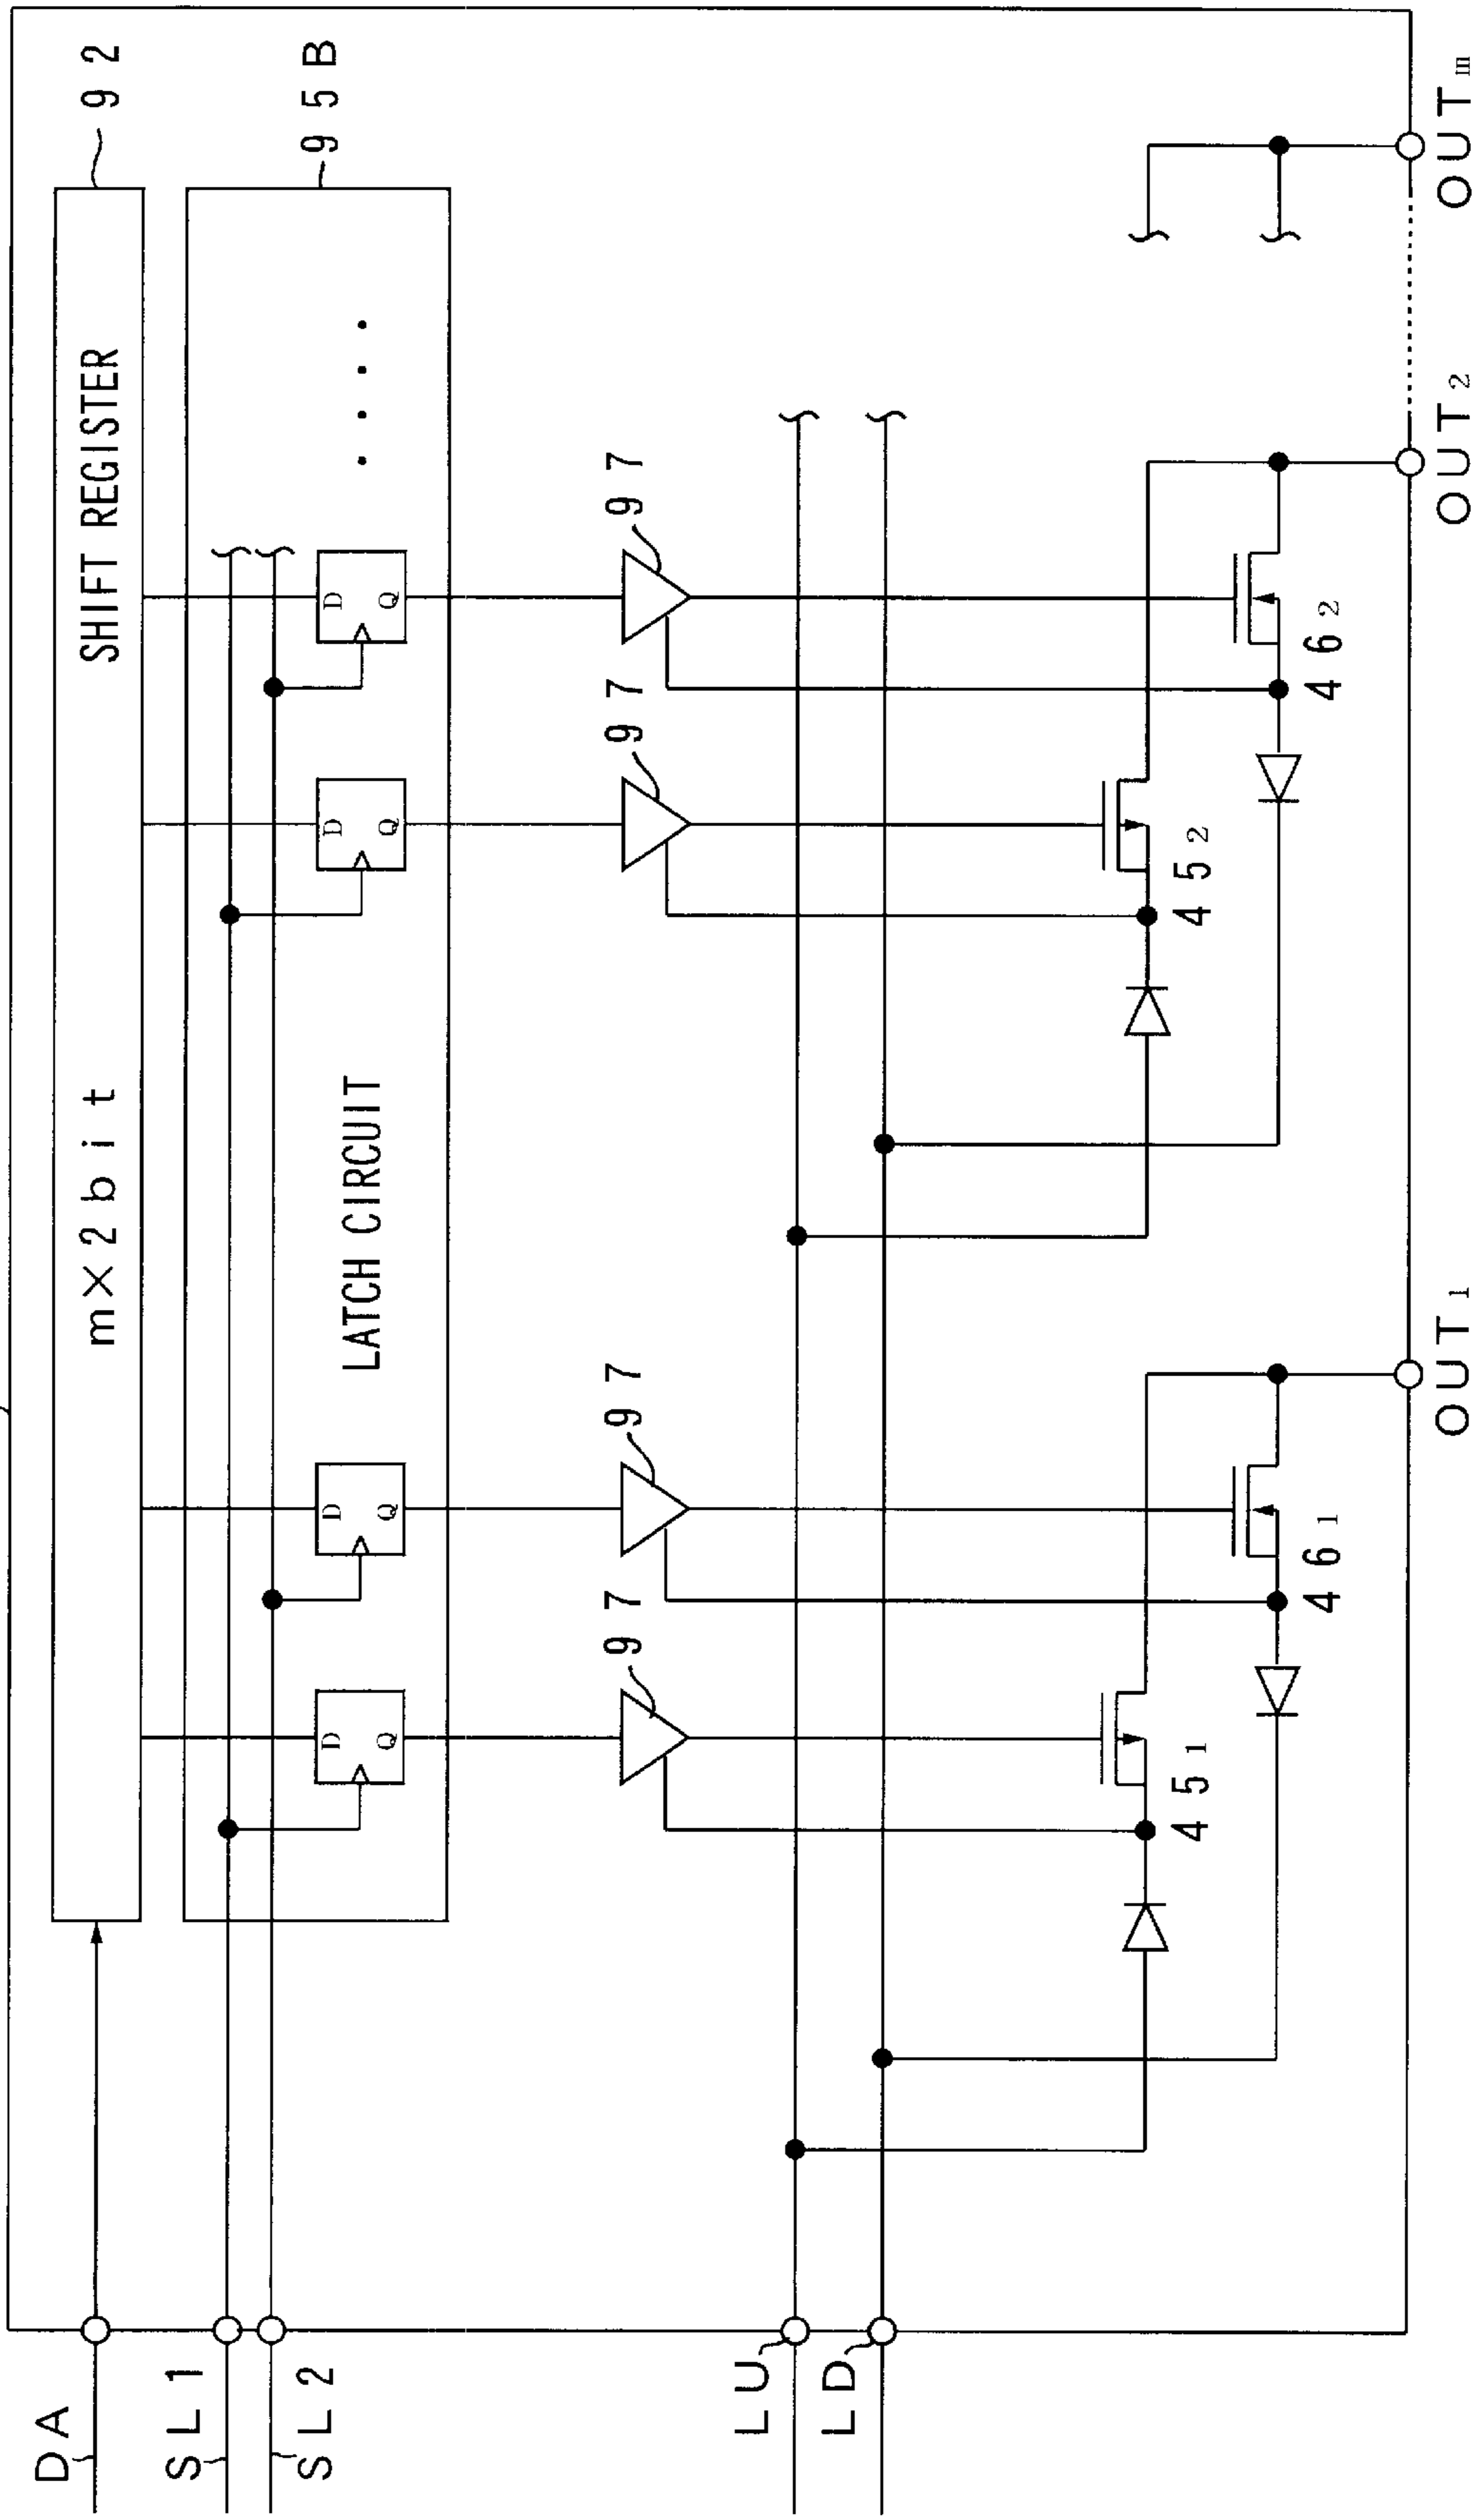 DA
SL1
SL2
LU
LD
m×2bit SHIFT REGISTER
92
LATCH CIRCUIT
95B
D
Q
D
Q
D
Q
D
Q
97
97
97
97
45₁
46₁
45₂
46₂
OUT₁
OUT₂
OUTₘ